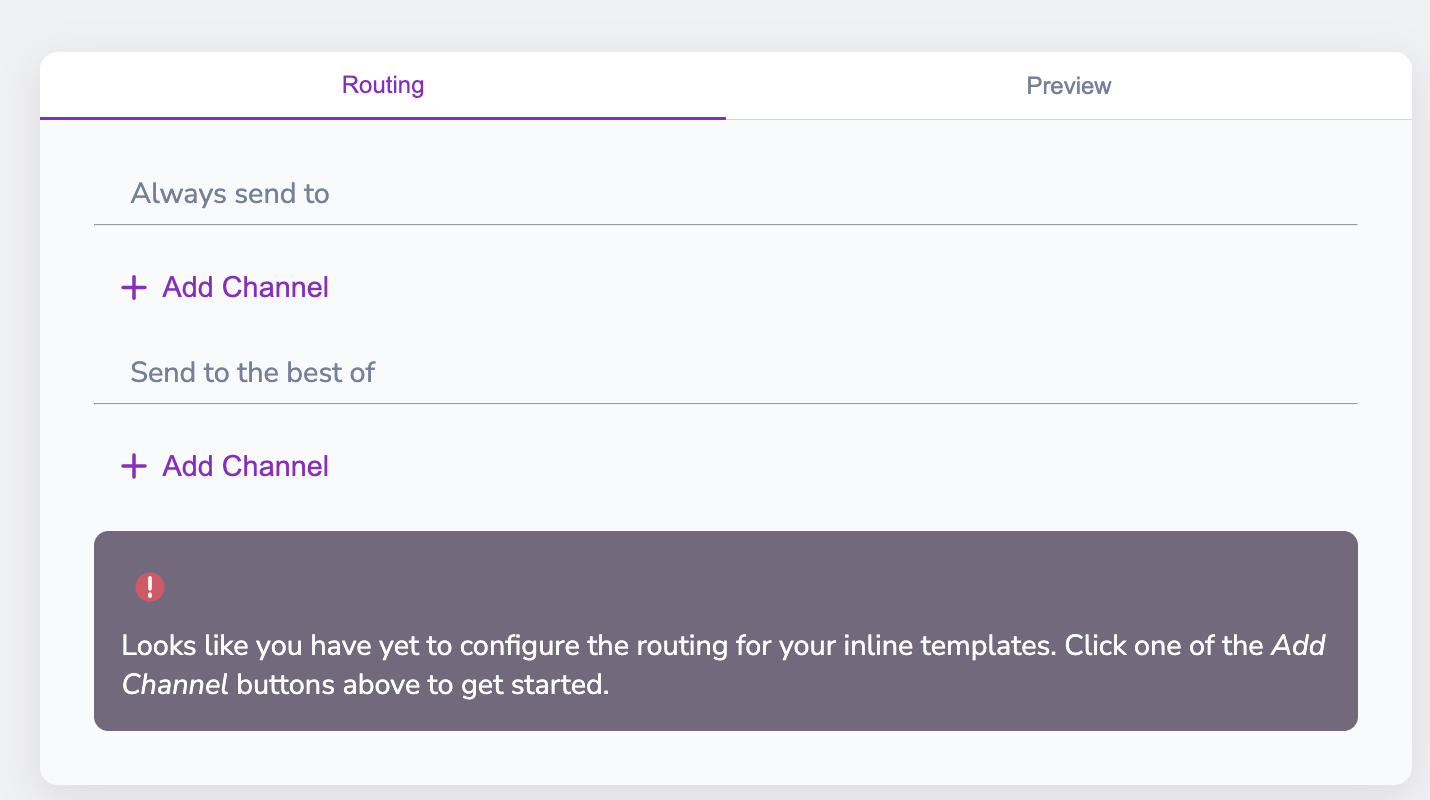 Routing
Preview
Always send to
+ Add Channel
Send to the best of
+ Add Channel
Looks like you have yet to configure the routing for your inline templates. Click one of the Add
Channel buttons above to get started.